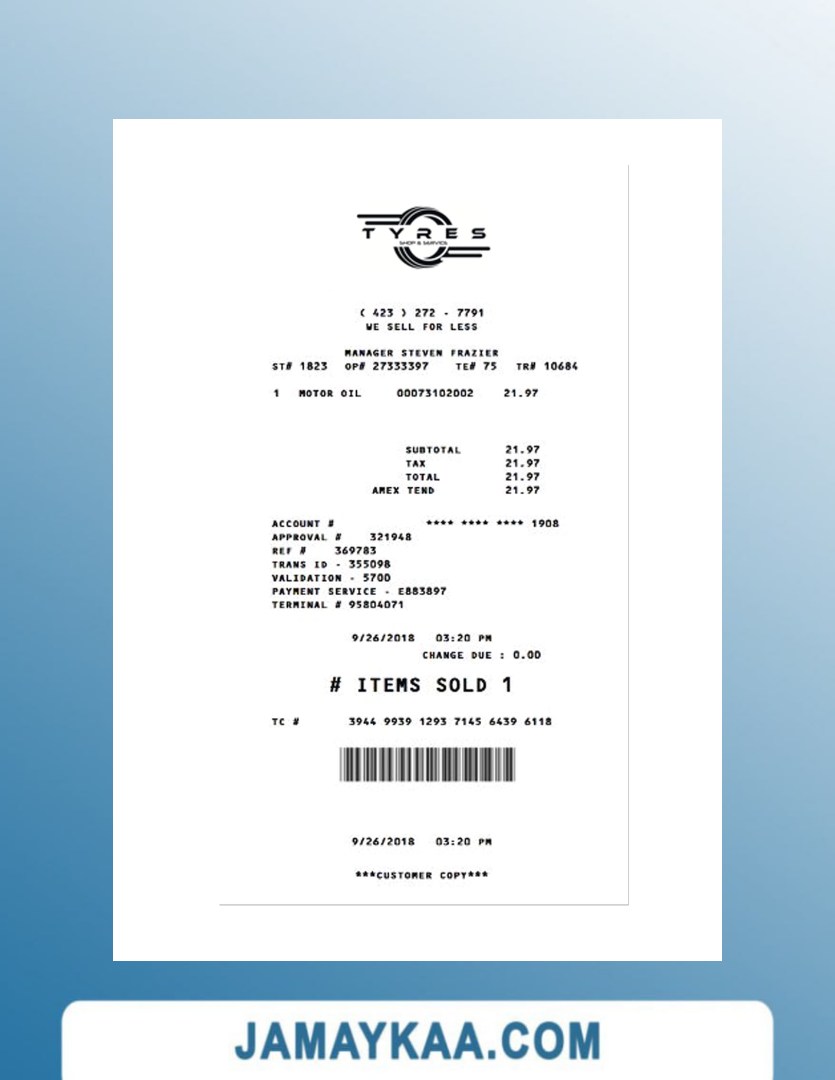 TYRES
SHOP & SERVICE
( 423 ) 272 - 7791
WE SELL FOR LESS
MANAGER STEVEN FRAZIER
ST# 1823 OP# 27333397 TE# 75 TR# 10684
1 MOTOR OIL 00073102002 21.97
SUBTOTAL 21.97
TAX 21.97
TOTAL 21.97
AMEX TEND 21.97
ACCOUNT # **** **** **** 1908
APPROVAL # 321948
REF # 369783
TRANS ID - 355098
VALIDATION - 5700
PAYMENT SERVICE - E883897
TERMINAL # 95804071
9/26/2018 03:20 PM
CHANGE DUE : 0.00
# ITEMS SOLD 1
TC # 3944 9939 1293 7145 6439 6118
9/26/2018 03:20 PM
***CUSTOMER COPY***
JAMAYKAA.COM